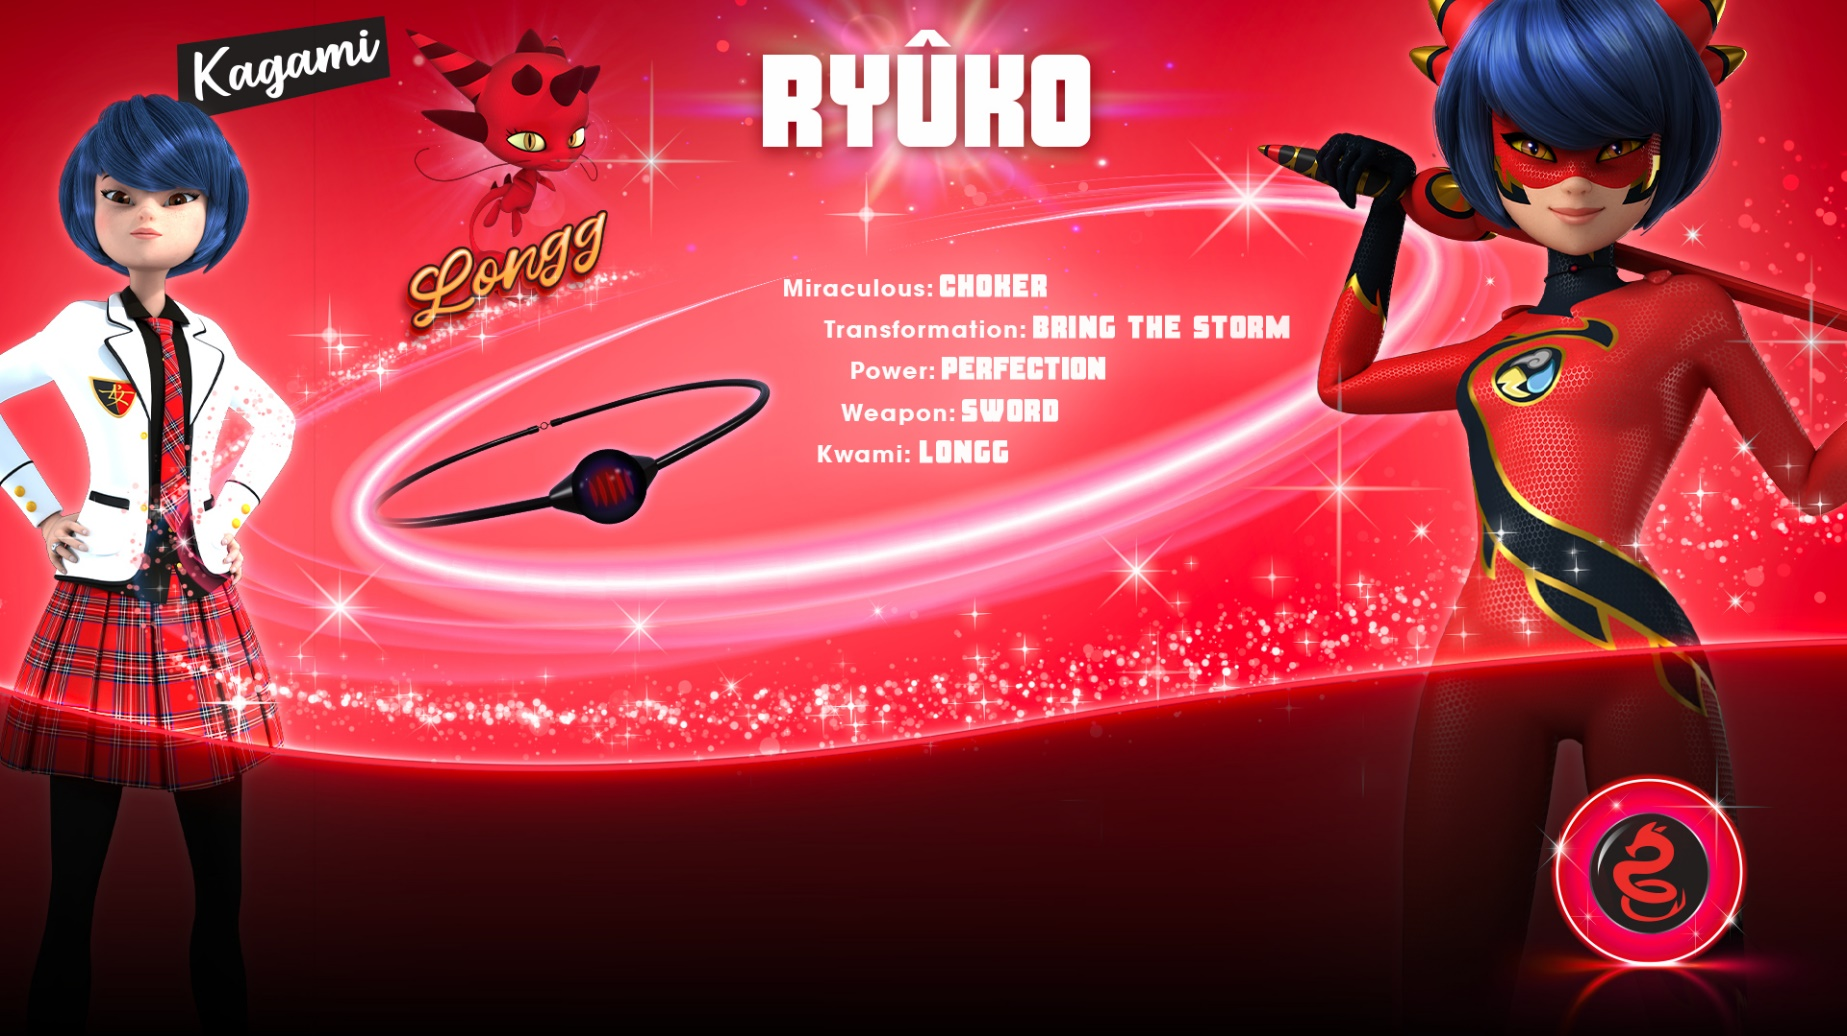 Kagami
Longg
RYÛKO
Miraculous: CHOKER
Transformation: BRING THE STORM
Power: PERFECTION
Weapon: SWORD
Kwami: LONGG